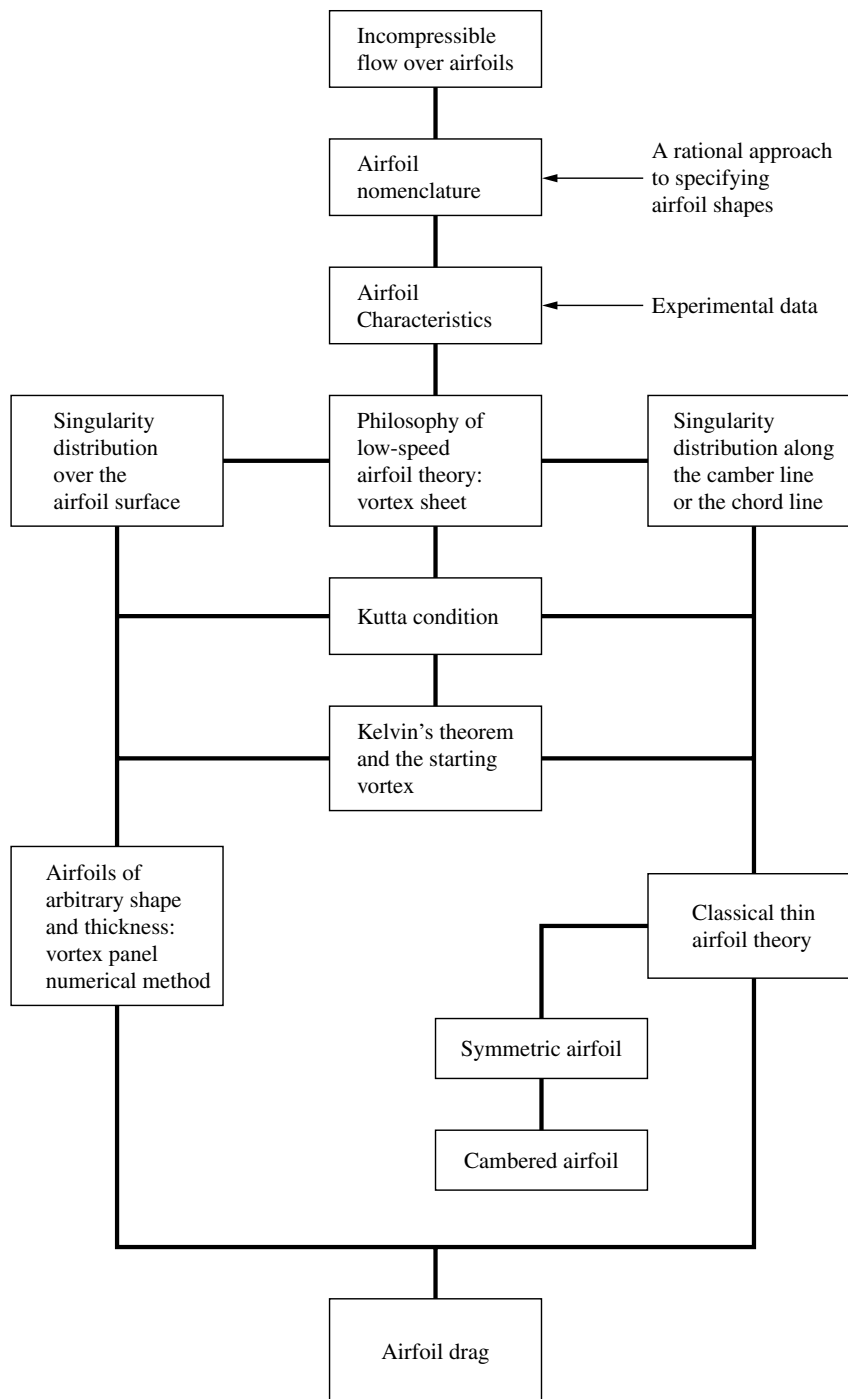 Incompressible
flow over airfoils
Airfoil
nomenclature
A rational approach
to specifying
airfoil shapes
Airfoil
Characteristics
Experimental data
Singularity
distribution
over the
airfoil surface
Philosophy of
low-speed
airfoil theory:
vortex sheet
Singularity
distribution along
the camber line
or the chord line
Kutta condition
Kelvin’s theorem
and the starting
vortex
Airfoils of
arbitrary shape
and thickness:
vortex panel
numerical method
Classical thin
airfoil theory
Symmetric airfoil
Cambered airfoil
Airfoil drag